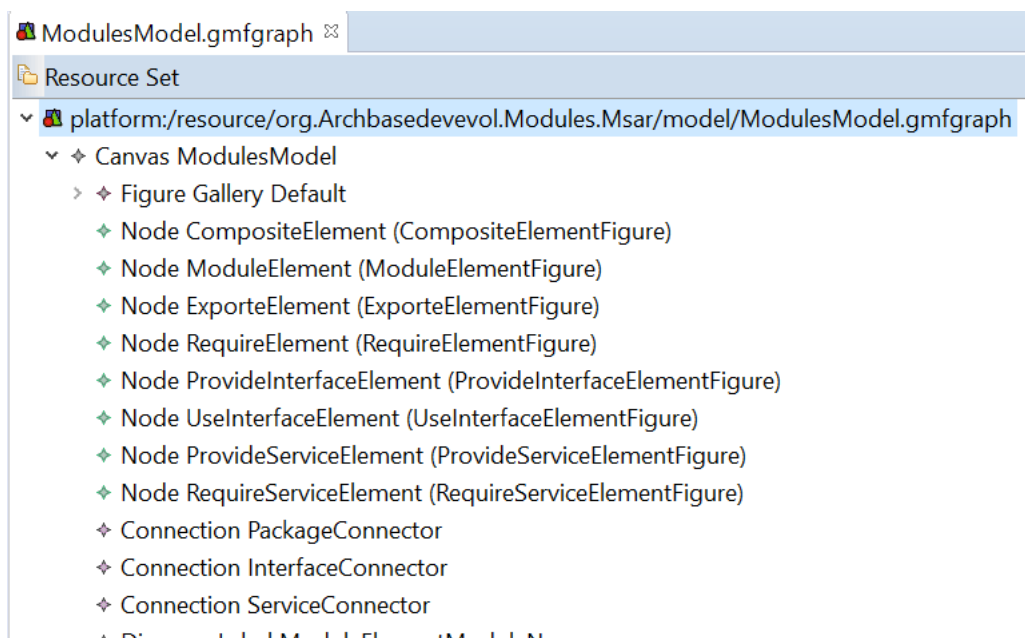 ModulesModel.gmfgraph
Resource Set
platform:/resource/org.Archbasedevevol.Modules.Msar/model/ModulesModel.gmfgraph
Canvas ModulesModel
Figure Gallery Default
Node CompositeElement (CompositeElementFigure)
Node ModuleElement (ModuleElementFigure)
Node ExporteElement (ExporteElementFigure)
Node RequireElement (RequireElementFigure)
Node ProvideInterfaceElement (ProvideInterfaceElementFigure)
Node UseInterfaceElement (UseInterfaceElementFigure)
Node ProvideServiceElement (ProvideServiceElementFigure)
Node RequireServiceElement (RequireServiceElementFigure)
Connection PackageConnector
Connection InterfaceConnector
Connection ServiceConnector